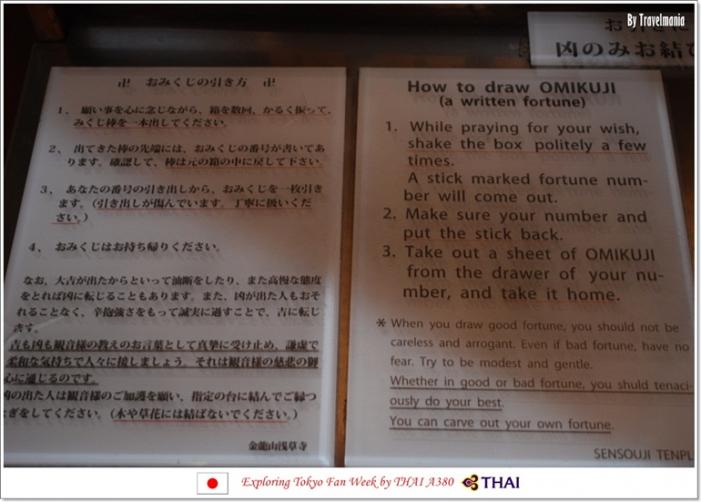 By Travelmania
凶のみお結び
卍 おみくじの引き方 卍
1、 願い事を心に念じながら、箱を数回、かるく振って、
みくじ棒を一本出してください。
2、 出てきた棒の先端には、おみくじの番号が書いてあ
ります。確認して、棒は元の箱の中に戻して下さい。
3、 あなたの番号の引き出しから、おみくじを一枚引き
ます。(引き出しが傷んでいます。丁寧に扱いくだ
さい。)
4、 おみくじはお持ち帰りください。
なお、大吉が出たからといって油断をしたり、また高慢な態度
をとれば凶に転じることもあります。また、凶が出た人もおそ
れることなく、辛抱強さをもって誠実に過すことで、吉に転じ
ます。
吉も凶も観音様の教えのお言葉として真摯に受け止め、謙虚で
柔和な気持ちで人々に接しましょう。それは観音様の慈悲の御
心に通じるのです。
の出た人は観音様のご加護を願い、指定の台に結んでご縁つ
なぎをしてください。(木や草花には結ばないでください。)
金龍山浅草寺
How to draw OMIKUJI
(a written fortune)
1. While praying for your wish,
shake the box politely a few
times.
A stick marked fortune num-
ber will come out.
2. Make sure your number and
put the stick back.
3. Take out a sheet of OMIKUJI
from the drawer of your nu-
mber, and take it home.
* When you draw good fortune, you should not be
careless and arrogant. Even if bad fortune, have no
fear. Try to be modest and gentle.
Whether in good or bad fortune, you shuld tenaci-
ously do your best.
You can carve out your own fortune.
SENSOUJI TEMPL
Exploring Tokyo Fan Week by THAI A380
THAI